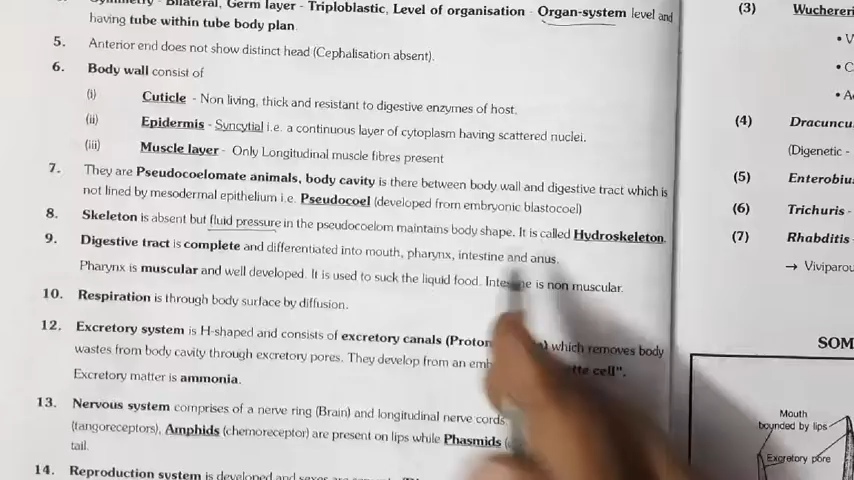 Symmetry - Bilateral, Germ layer - Triploblastic, Level of organisation - Organ-system level and
having tube within tube body plan.
5. Anterior end does not show distinct head (Cephalisation absent).
6. Body wall consist of
(i) Cuticle - Non living, thick and resistant to digestive enzymes of host.
(ii) Epidermis - Syncytial i.e. a continuous layer of cytoplasm having scattered nuclei.
(iii) Muscle layer - Only Longitudinal muscle fibres present
7. They are Pseudocoelomate animals, body cavity is there between body wall and digestive tract which is
not lined by mesodermal epithelium i.e. Pseudocoel (developed from embryonic blastocoel)
8. Skeleton is absent but fluid pressure in the pseudocoelom maintains body shape. It is called Hydroskeleton.
9. Digestive tract is complete and differentiated into mouth, pharynx, intestine and anus.
Pharynx is muscular and well developed. It is used to suck the liquid food. Intestine is non muscular.
10. Respiration is through body surface by diffusion.
12. Excretory system is H-shaped and consists of excretory canals (Proton which removes body
wastes from body cavity through excretory pores. They develop from an cell".
Excretory matter is ammonia.
13. Nervous system comprises of a nerve ring (Brain) and longitudinal nerve cords.
(tangoreceptors), Amphids (chemoreceptor) are present on lips while Phasmids
tail.
14. Reproduction system is developed and
(3) Wuchereri
• V
• C
• A
(4) Dracuncu
(Digenetic -
(5) Enterobiu
(6) Trichuris -
(7) Rhabditis -
→ Viviparou
SOM
Mouth
bounded by lips
Excretory pore